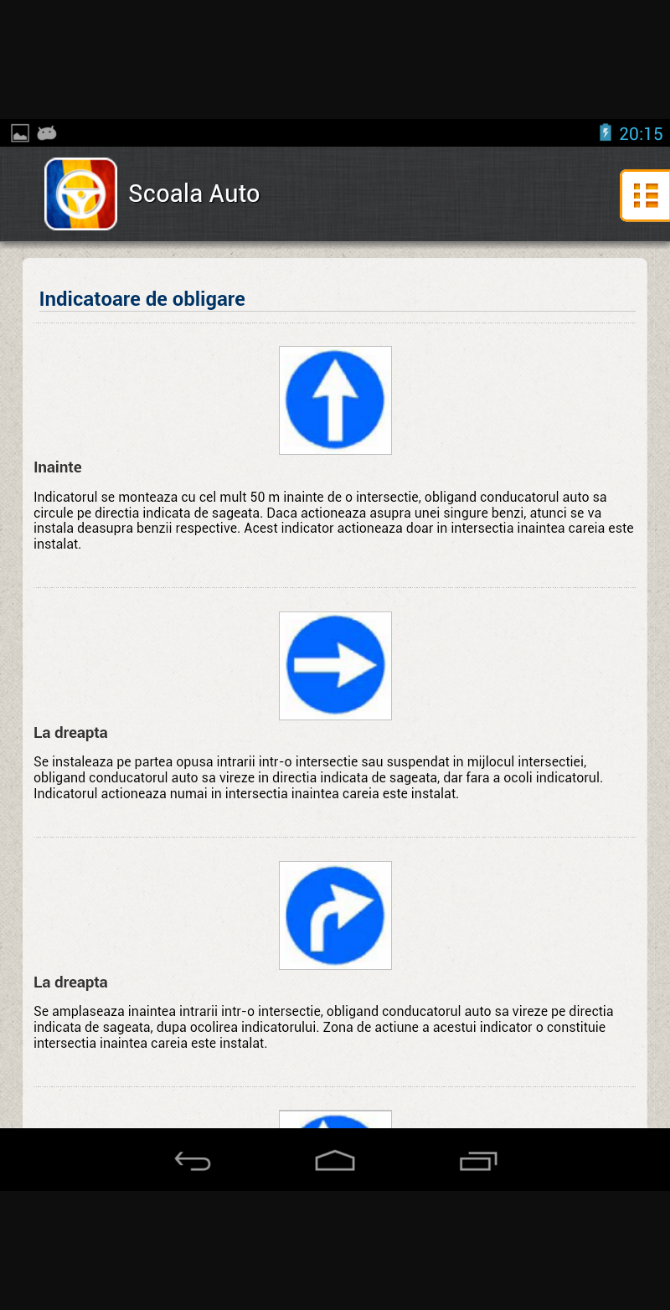 20:15
Scoala Auto
Indicatoare de obligare
Inainte
Indicatorul se monteaza cu cel mult 50 m inainte de o intersectie, obligand conducatorul auto sa
circule pe directia indicata de sageata. Daca actioneaza asupra unei singure benzi, atunci se va
instala deasupra benzii respective. Acest indicator actioneaza doar in intersectia inaintea careia este
instalat.
La dreapta
Se instaleaza pe partea opusa intrarii intr-o intersectie sau suspendat in mijlocul intersectiei,
obligand conducatorul auto sa vireze in directia indicata de sageata, dar fara a ocoli indicatorul.
Indicatorul actioneaza numai in intersectia inaintea careia este instalat.
La dreapta
Se amplaseaza inaintea intrarii intr-o intersectie, obligand conducatorul auto sa vireze pe directia
indicata de sageata, dupa ocolirea indicatorului. Zona de actiune a acestui indicator o constituie
intersectia inaintea careia este instalat.